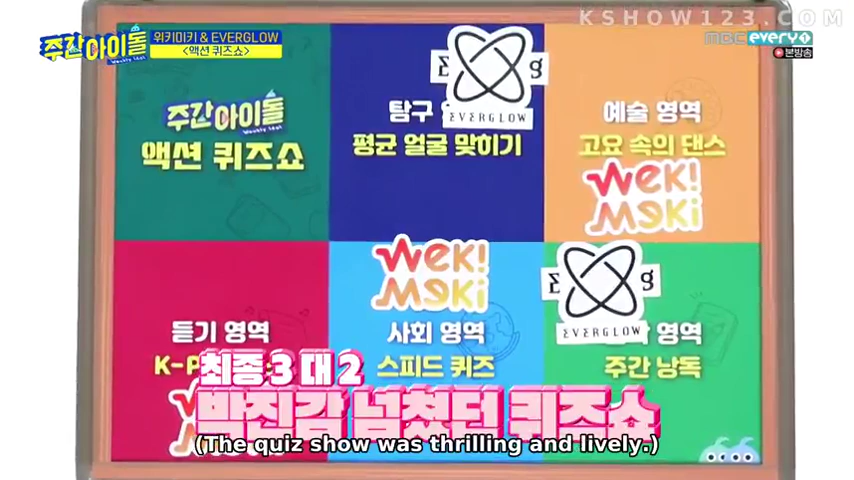 KSHOW123.COM
주간아이돌
Weekly Idol
위키미키 & EVERGLOW
<액션 퀴즈쇼>
MBC every1
본방송
주간아이돌
Weekly Idol
액션 퀴즈쇼
탐구
E g
EVERGLOW
평균 얼굴 맞히기
예술 영역
고요 속의 댄스
WeK!
MeKi
듣기 영역
K-P
WeK!
MeKi
사회 영역
스피드 퀴즈
E g
EVERGLOW
영역
주간 낭독
최종 3 대 2
박진감 넘쳤던 퀴즈쇼
(The quiz show was thrilling and lively.)